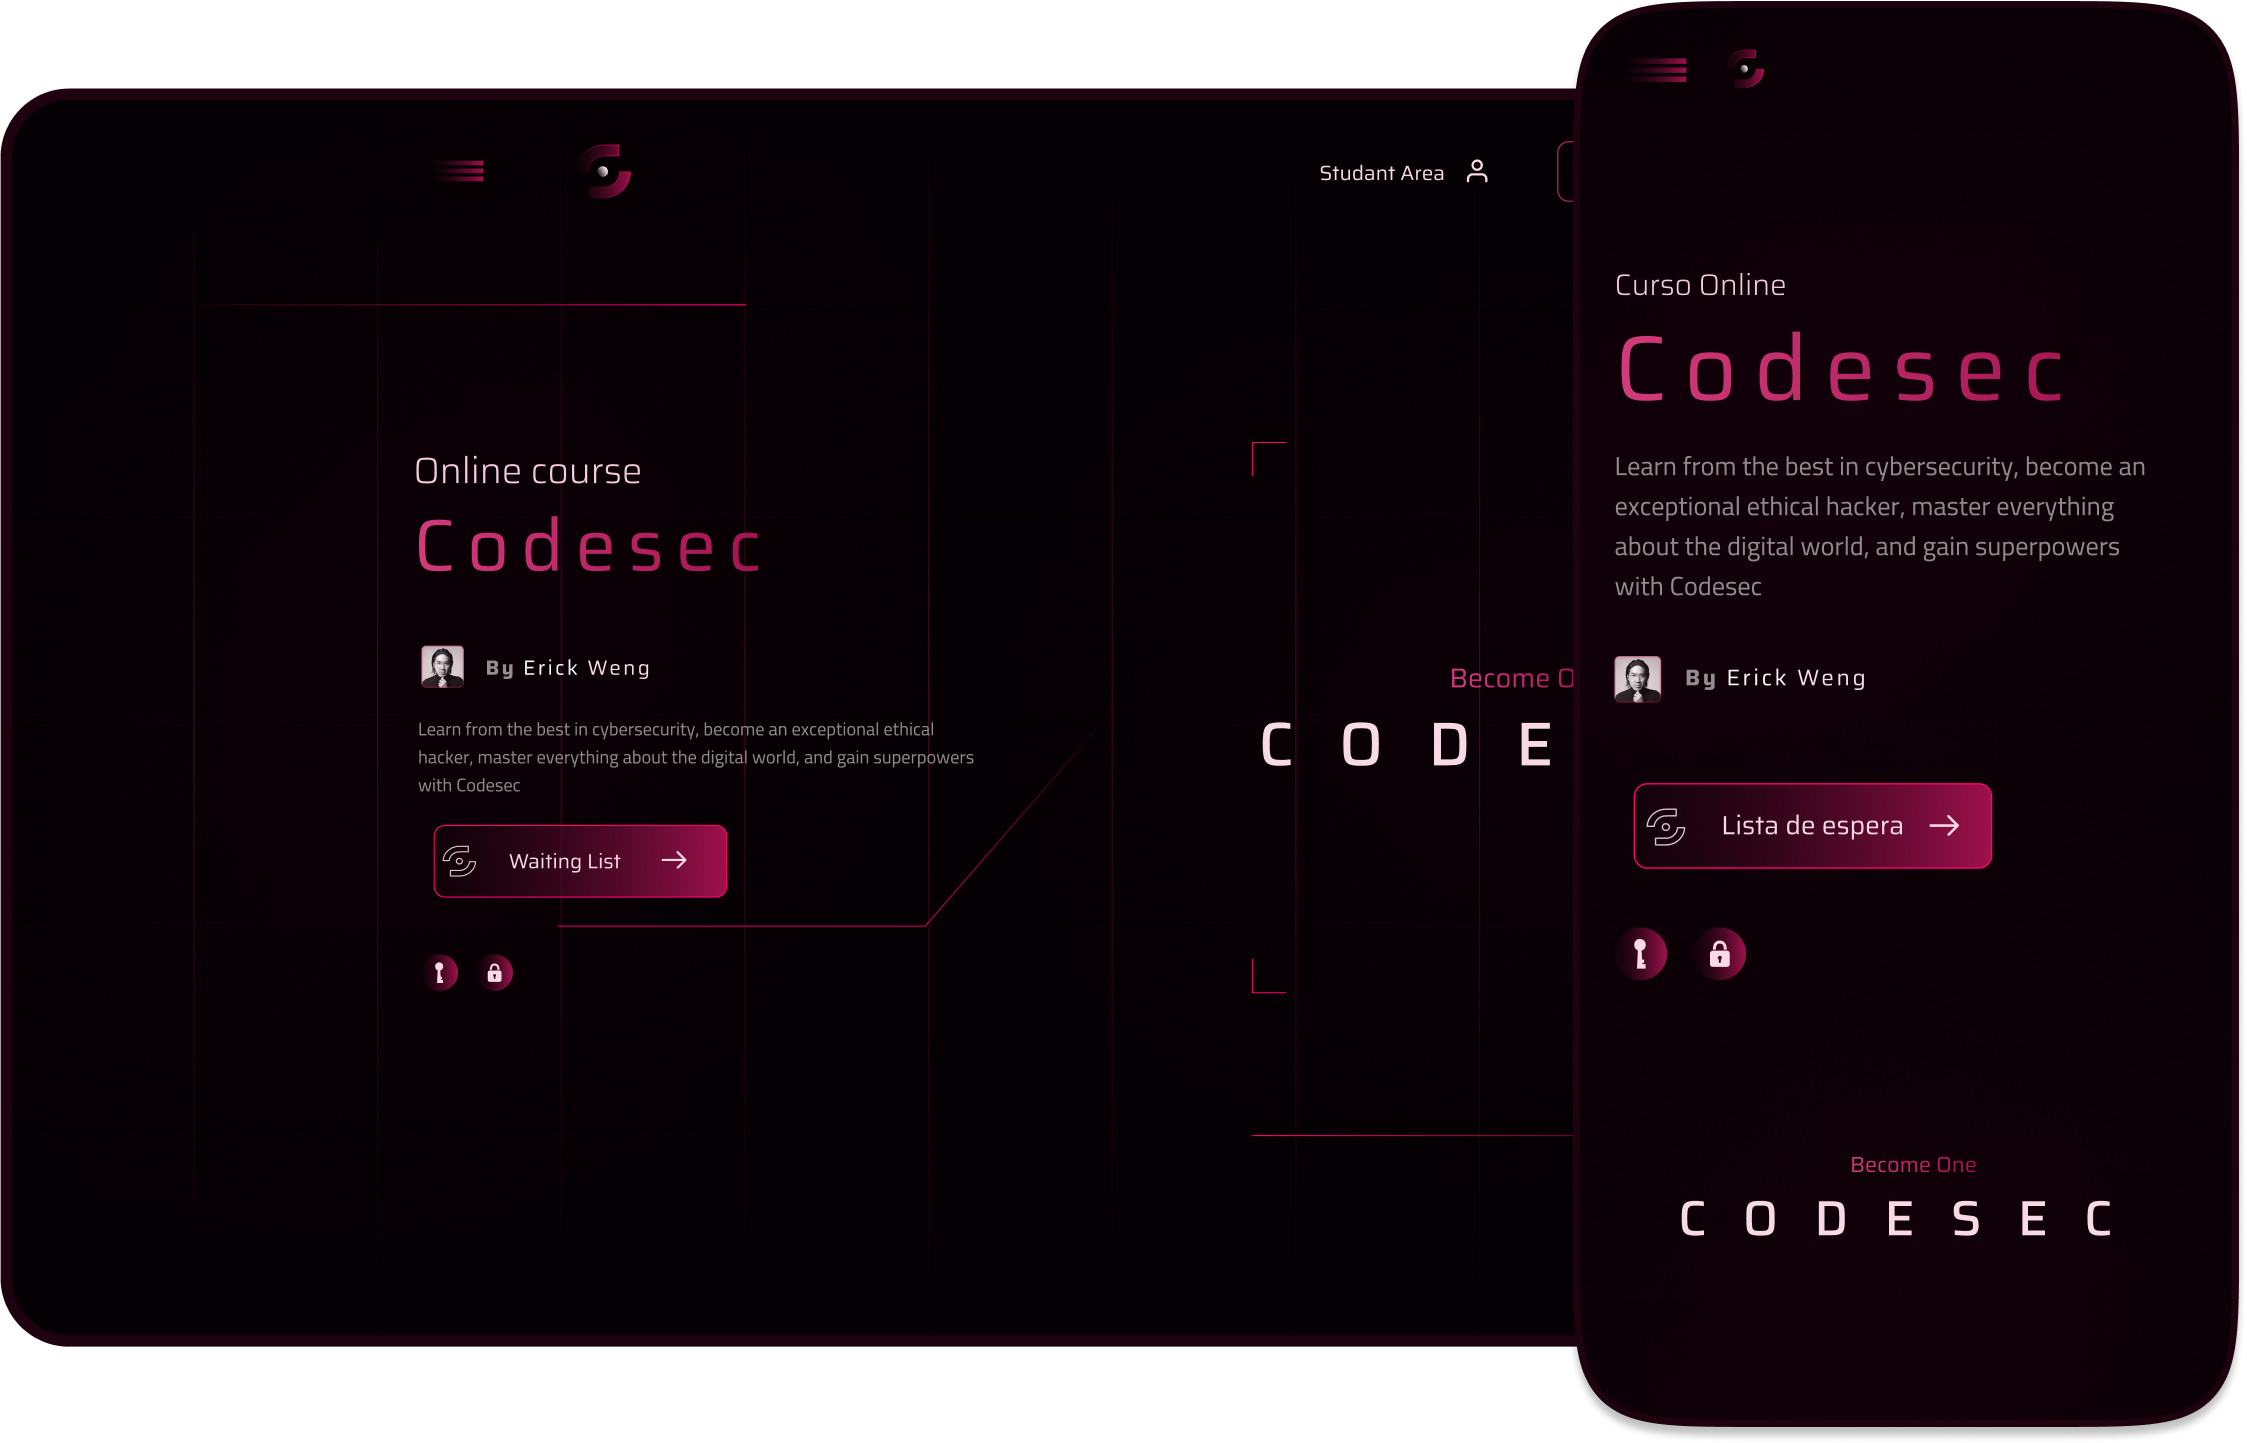 Studant Area
Online course
Codesec
By Erick Weng
Learn from the best in cybersecurity, become an exceptional ethical
hacker, master everything about the digital world, and gain superpowers
with Codesec
Waiting List
Become O
CODE
Curso Online
Codesec
Learn from the best in cybersecurity, become an
exceptional ethical hacker, master everything
about the digital world, and gain superpowers
with Codesec
By Erick Weng
Lista de espera
Become One
CODESEC